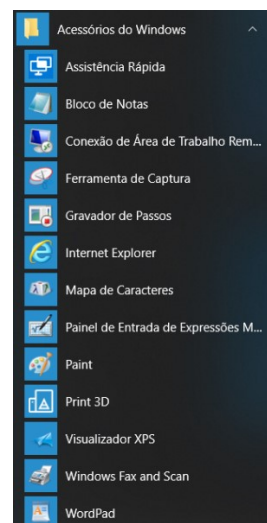 Acessórios do Windows
Assistência Rápida
Bloco de Notas
Conexão de Área de Trabalho Rem...
Ferramenta de Captura
Gravador de Passos
Internet Explorer
Mapa de Caracteres
Painel de Entrada de Expressões M...
Paint
Print 3D
Visualizador XPS
Windows Fax and Scan
WordPad